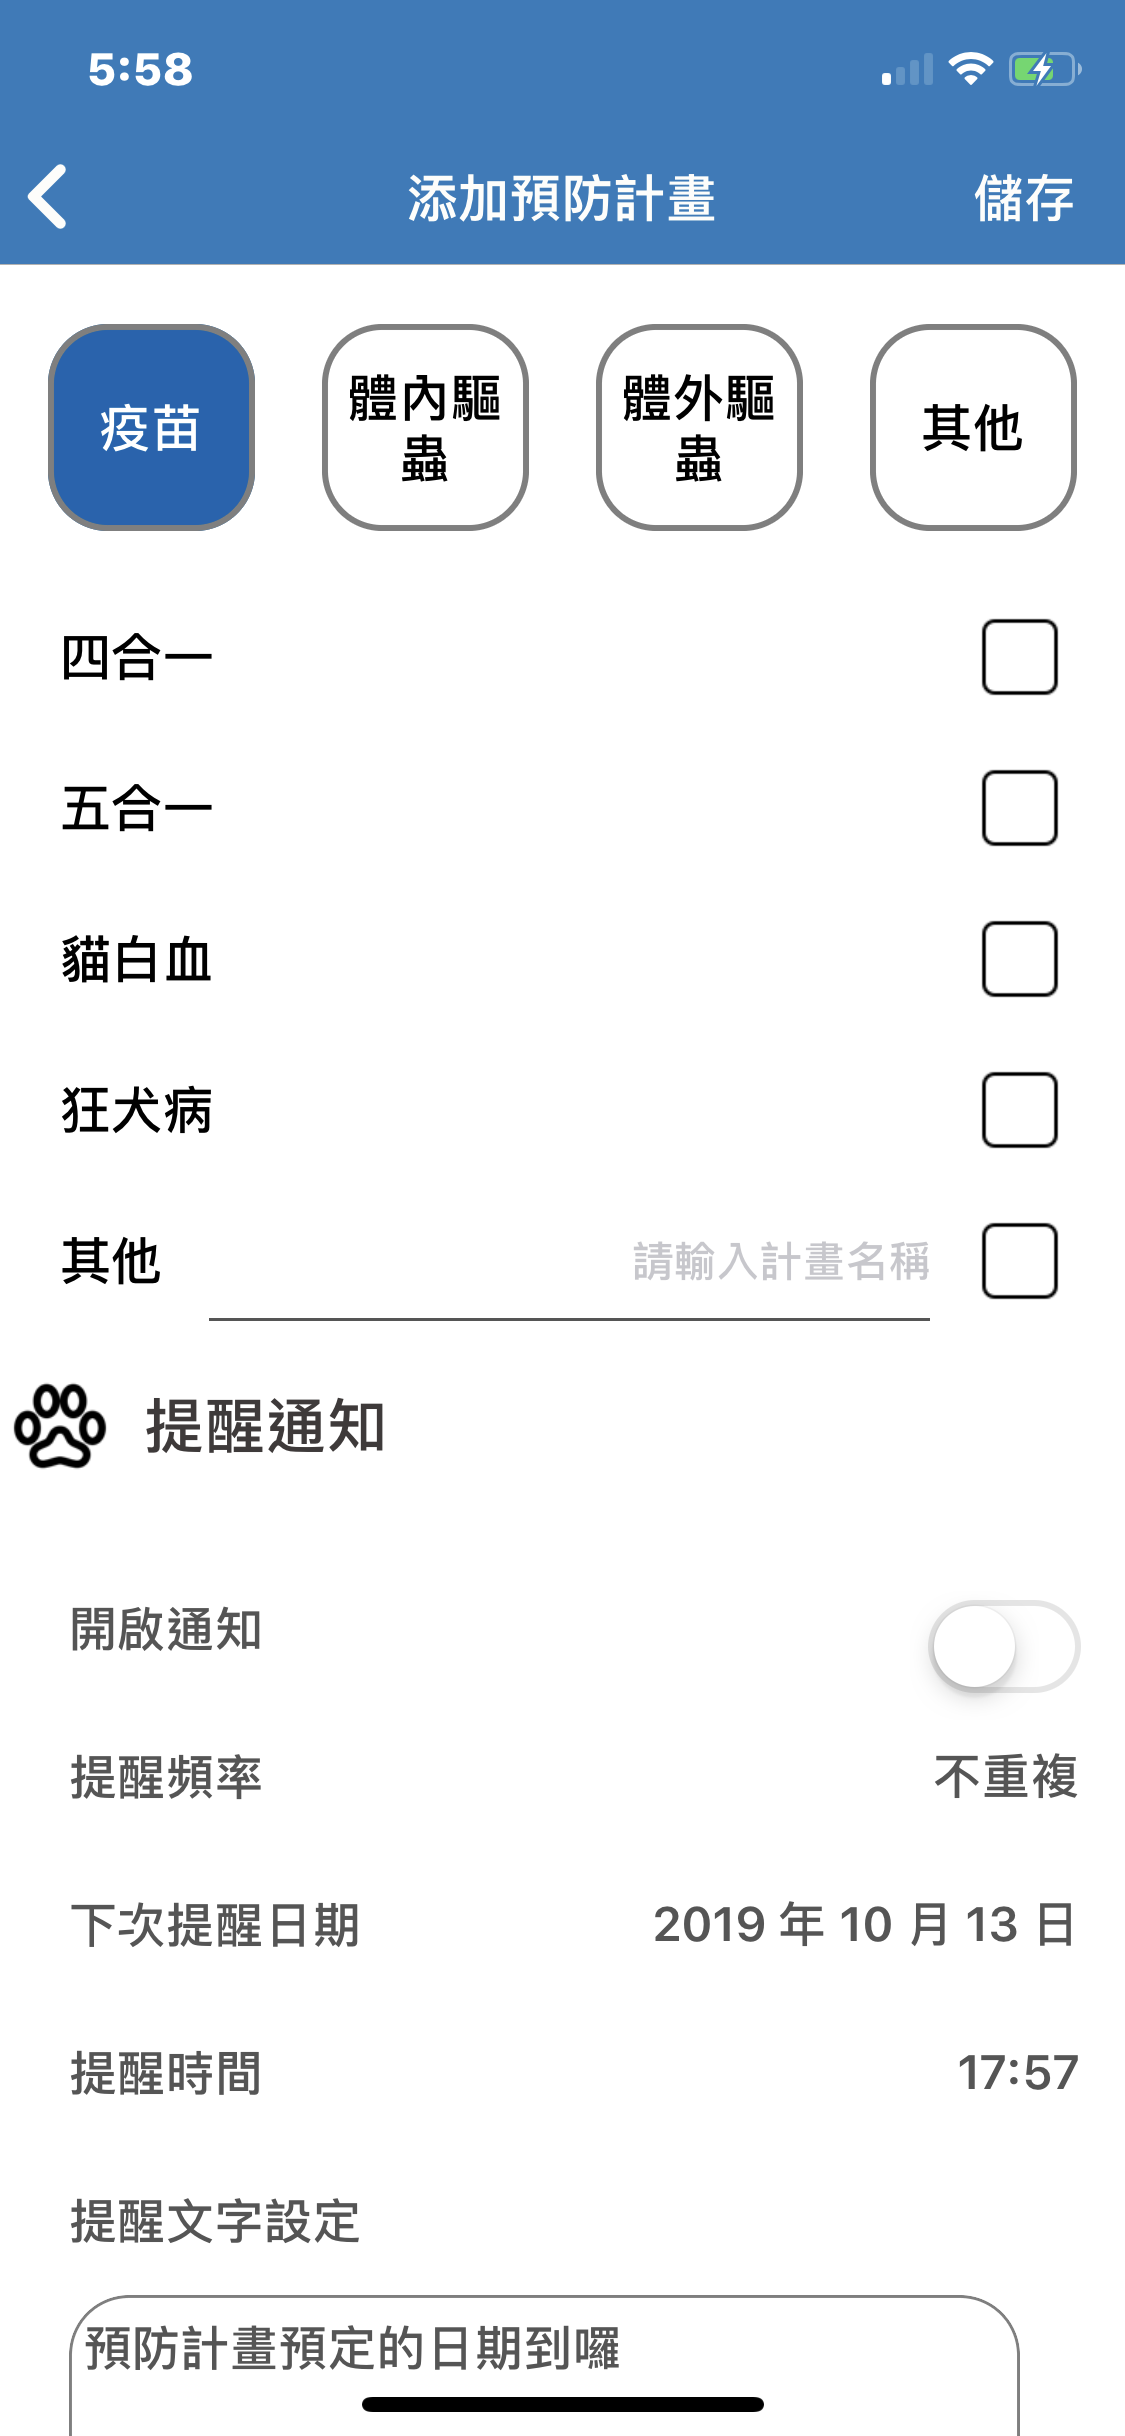 5:58
添加預防計畫
儲存
疫苗
體內驅
蟲
體外驅
蟲
其他
四合一
五合一
貓白血
狂犬病
其他
請輸入計畫名稱
提醒通知
開啟通知
提醒頻率
不重複
下次提醒日期
2019 年 10 月 13 日
提醒時間
17:57
提醒文字設定
預防計畫預定的日期到囉